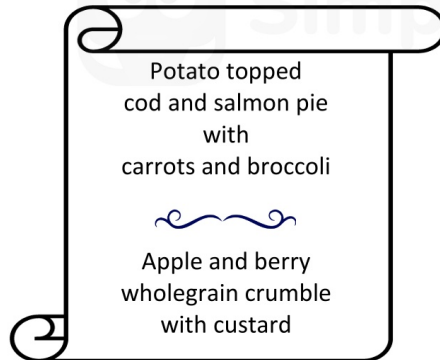 Potato topped
cod and salmon pie
with
carrots and broccoli
Apple and berry
wholegrain crumble
with custard